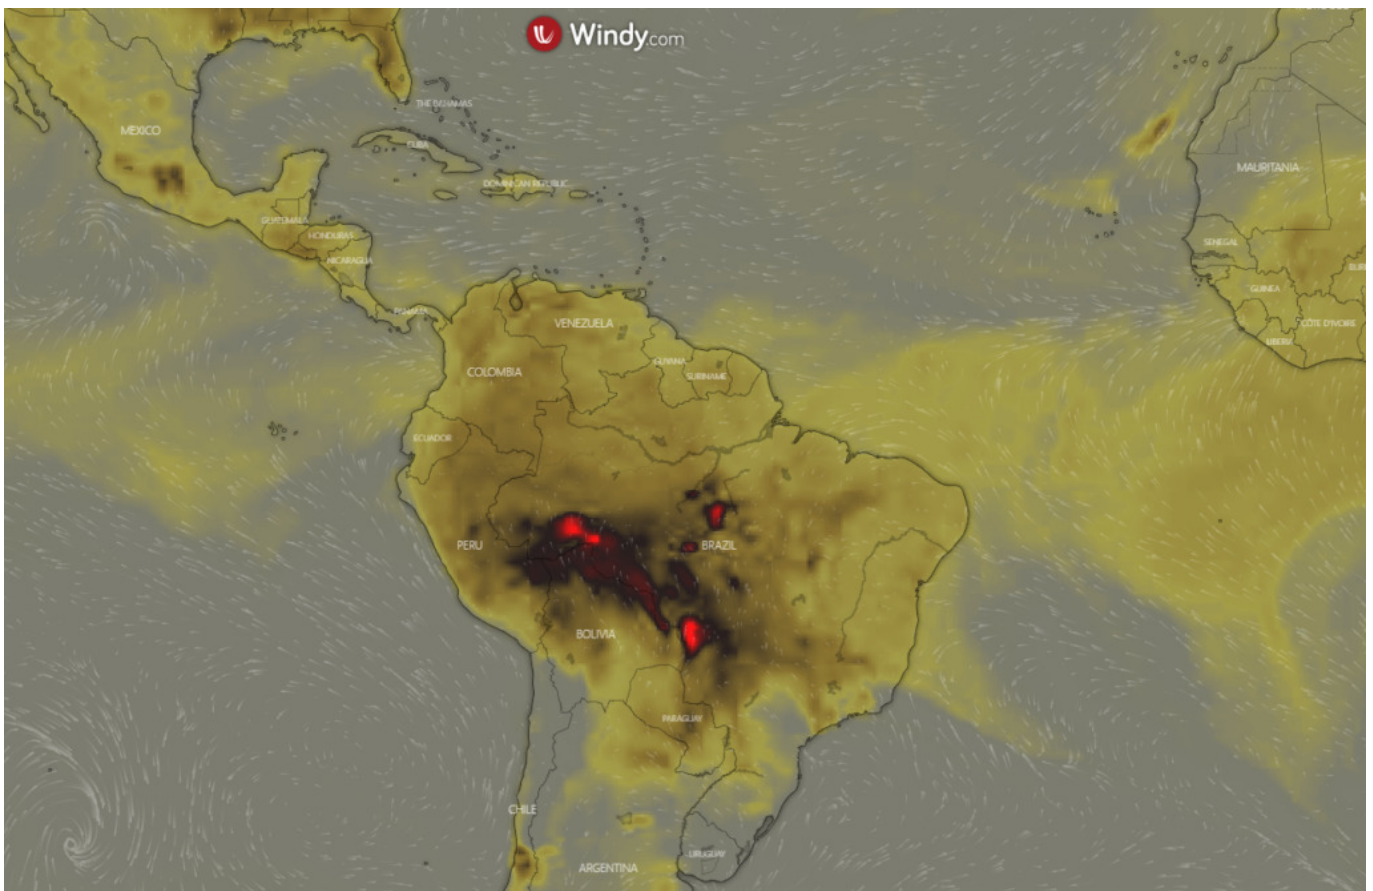 Windy.com
THE BAHAMAS
MEXICO
CUBA
MAURITANIA
DOMINICAN REPUBLIC
GUATEMALA
HONDURAS
SENEGAL
NICARAGUA
GUINEA
PANAMA
VENEZUELA
CÔTE D'IVOIRE
LIBERIA
GUYANA
COLOMBIA
SURINAME
ECUADOR
PERU
BRAZIL
BOLIVIA
PARAGUAY
CHILE
URUGUAY
ARGENTINA